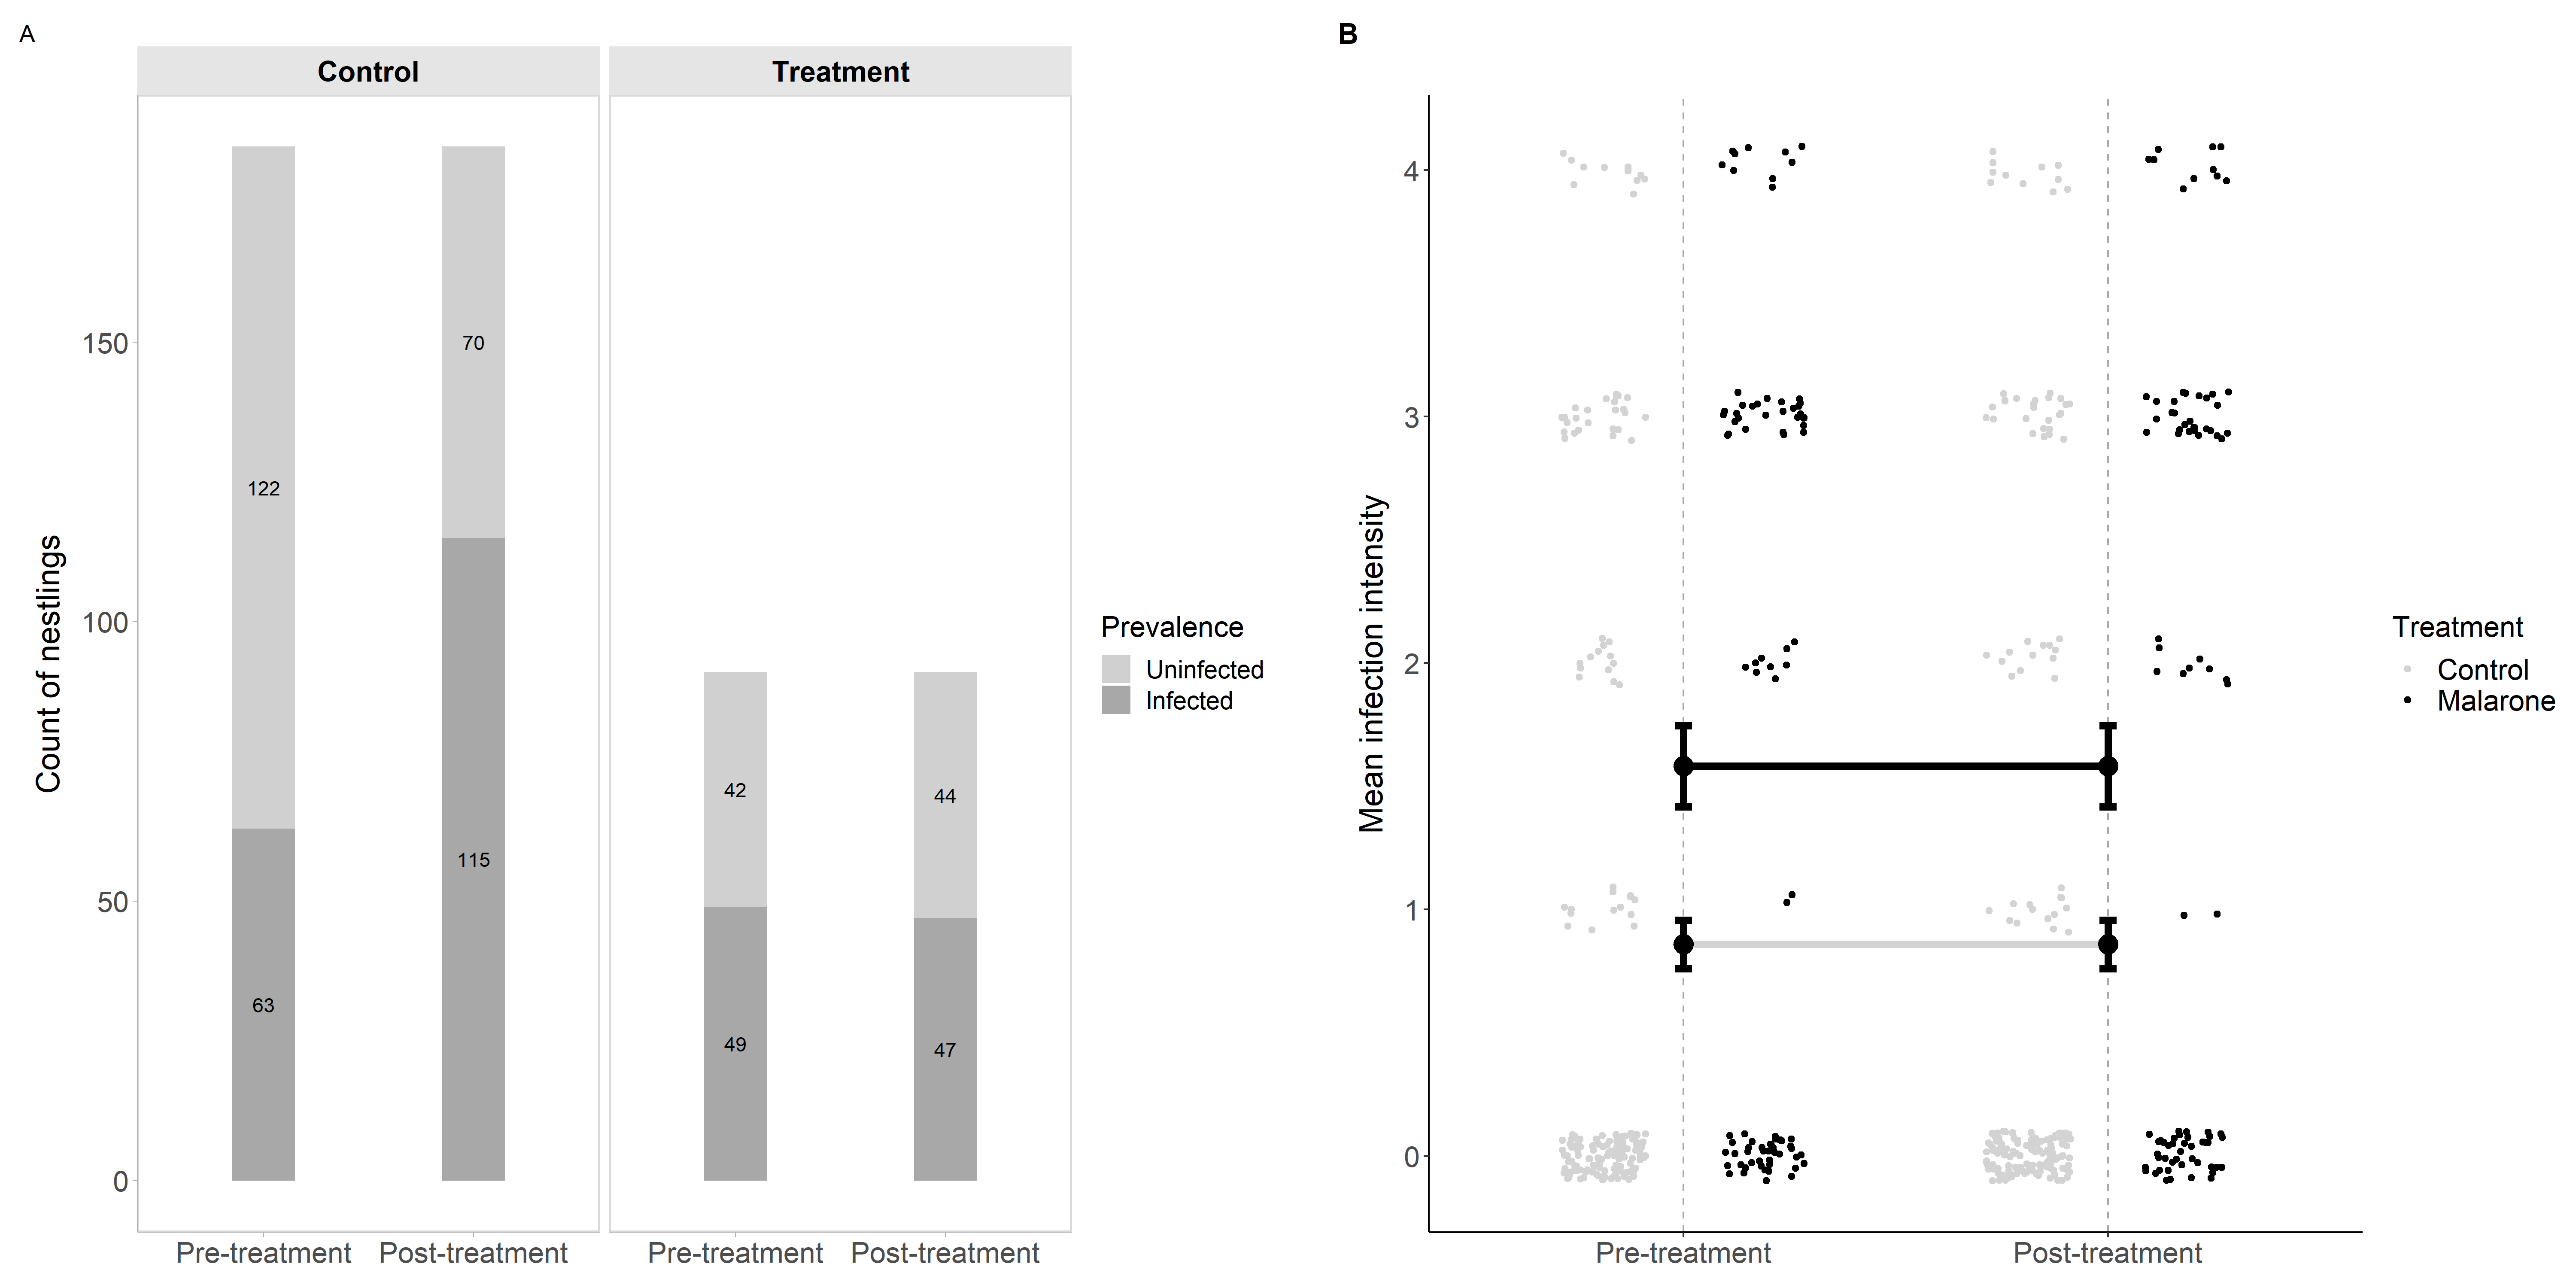 A
Control
Treatment
Count of nestlings
150
100
50
0
122
63
70
115
42
49
44
47
Pre-treatment
Post-treatment
Pre-treatment
Post-treatment
Prevalence
Uninfected
Infected
B
Mean infection intensity
4
3
2
1
0
Pre-treatment
Post-treatment
Treatment
Control
Malarone